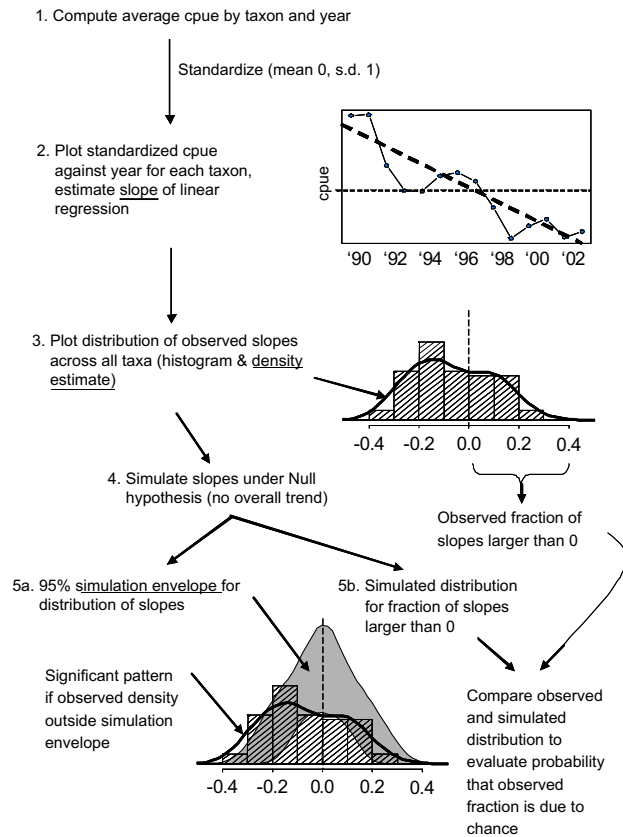 1. Compute average cpue by taxon and year
Standardize (mean 0, s.d. 1)
2. Plot standardized cpue
against year for each taxon,
estimate slope of linear
regression
cpue
‘90 ‘92 ‘94 ‘96 ‘98 ‘00 ‘02
3. Plot distribution of observed slopes
across all taxa (histogram & density
estimate)
-0.4 -0.2 0.0 0.2 0.4
4. Simulate slopes under Null
hypothesis (no overall trend)
Observed fraction of
slopes larger than 0
5a. 95% simulation envelope for
distribution of slopes
5b. Simulated distribution
for fraction of slopes
larger than 0
Significant pattern
if observed density
outside simulation
envelope
-0.4 -0.2 0.0 0.2 0.4
Compare observed
and simulated
distribution to
evaluate probability
that observed
fraction is due to
chance